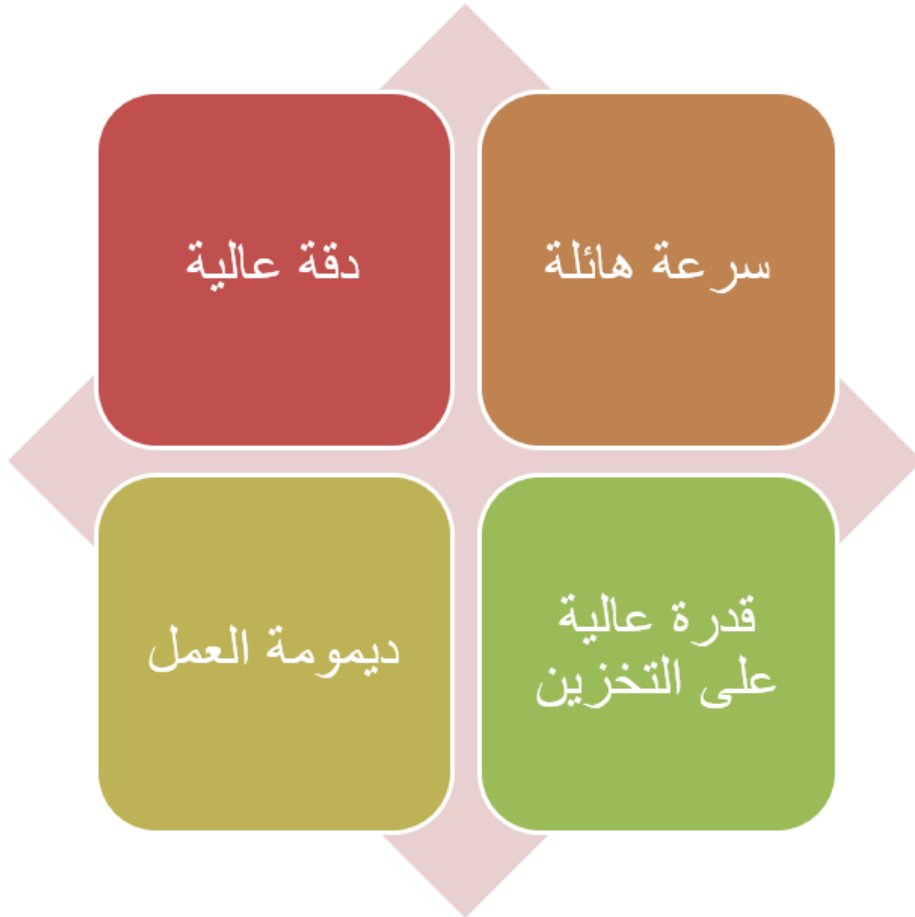 سرعة هائلة
دقة عالية
قدرة عالية
على التخزين
ديمومة العمل